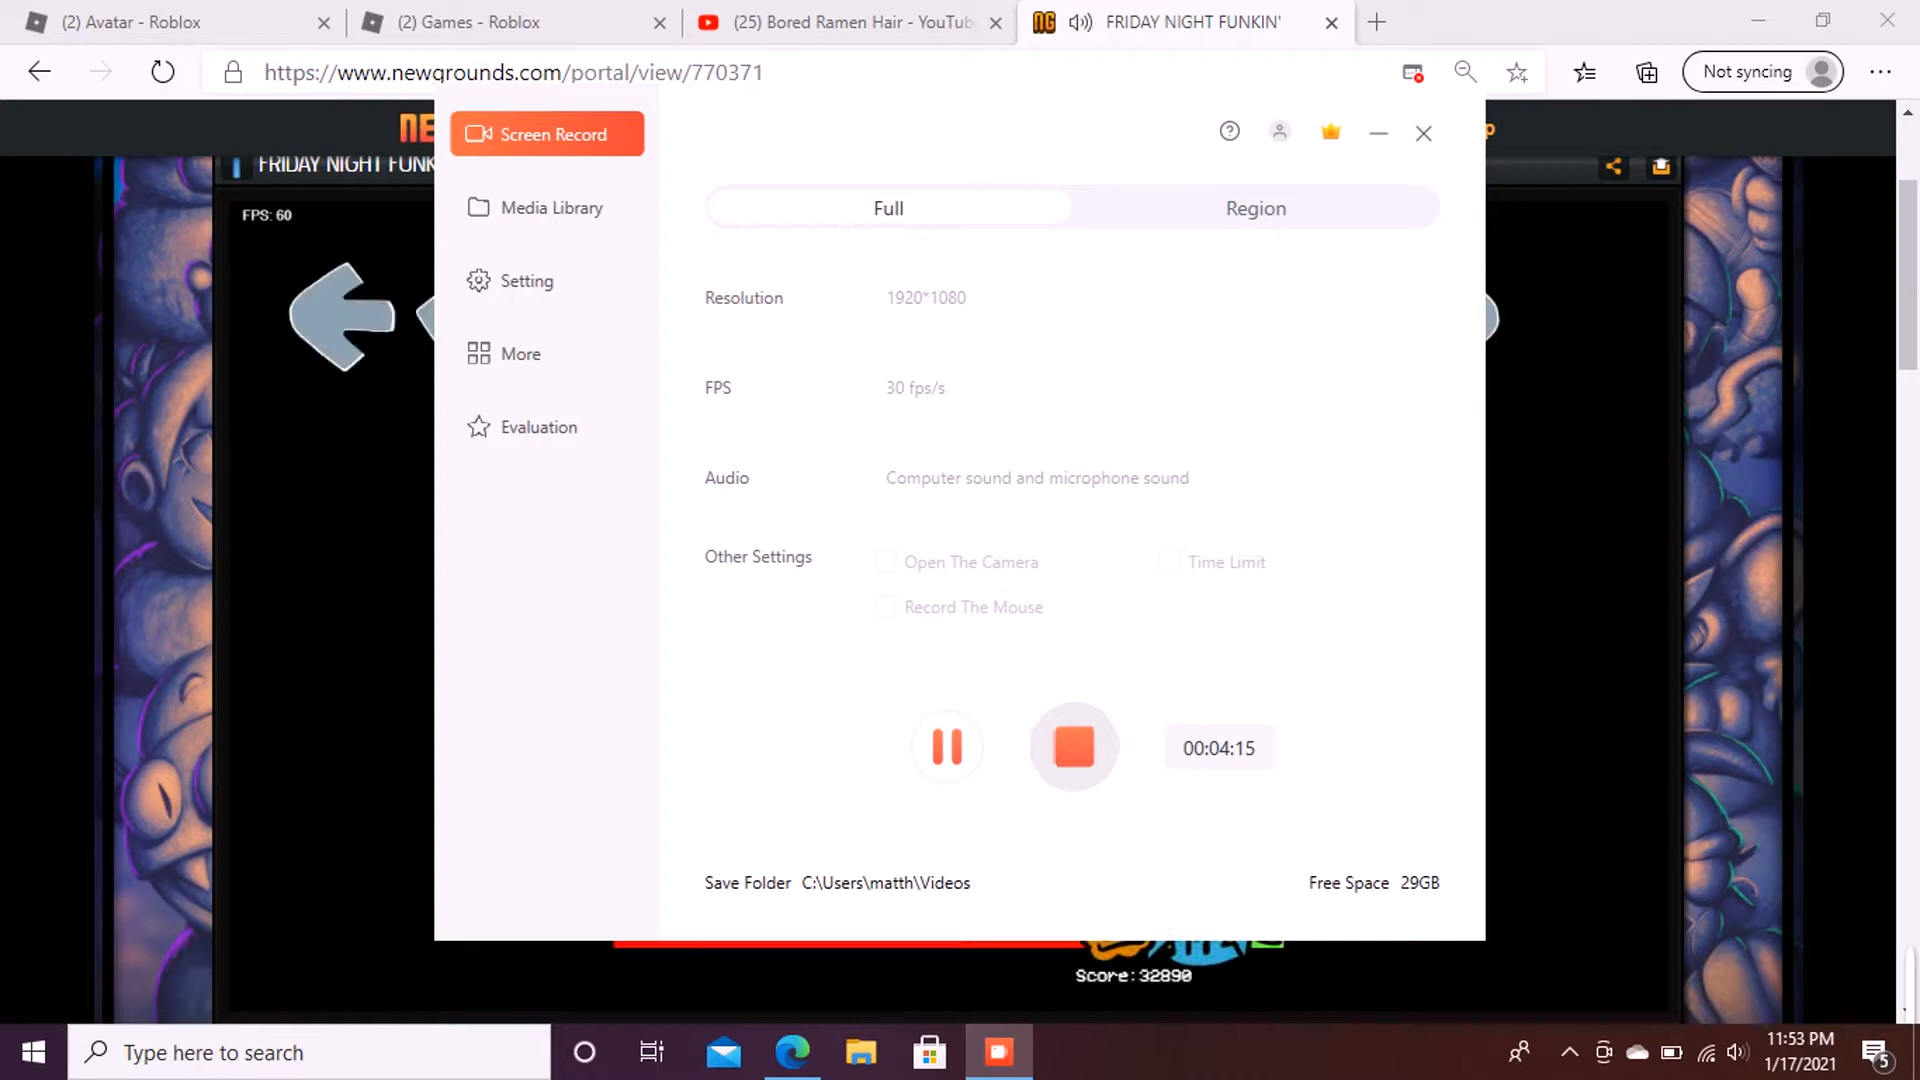 (2) Avatar - Roblox
(2) Games - Roblox
(25) Bored Ramen Hair - YouTub
FRIDAY NIGHT FUNKIN'
https://www.newgrounds.com/portal/view/770371
Not syncing
NE
Screen Record
p
FRIDAY NIGHT FUNK
Full
Region
Media Library
FPS: 60
Setting
Resolution
1920*1080
More
FPS
30 fps/s
Evaluation
Audio
Computer sound and microphone sound
Other Settings
Open The Camera
Time Limit
Record The Mouse
00:04:15
Save Folder C:\Users\matth\Videos
Free Space 29GB
Score:32890
Type here to search
11:53 PM
1/17/2021
5